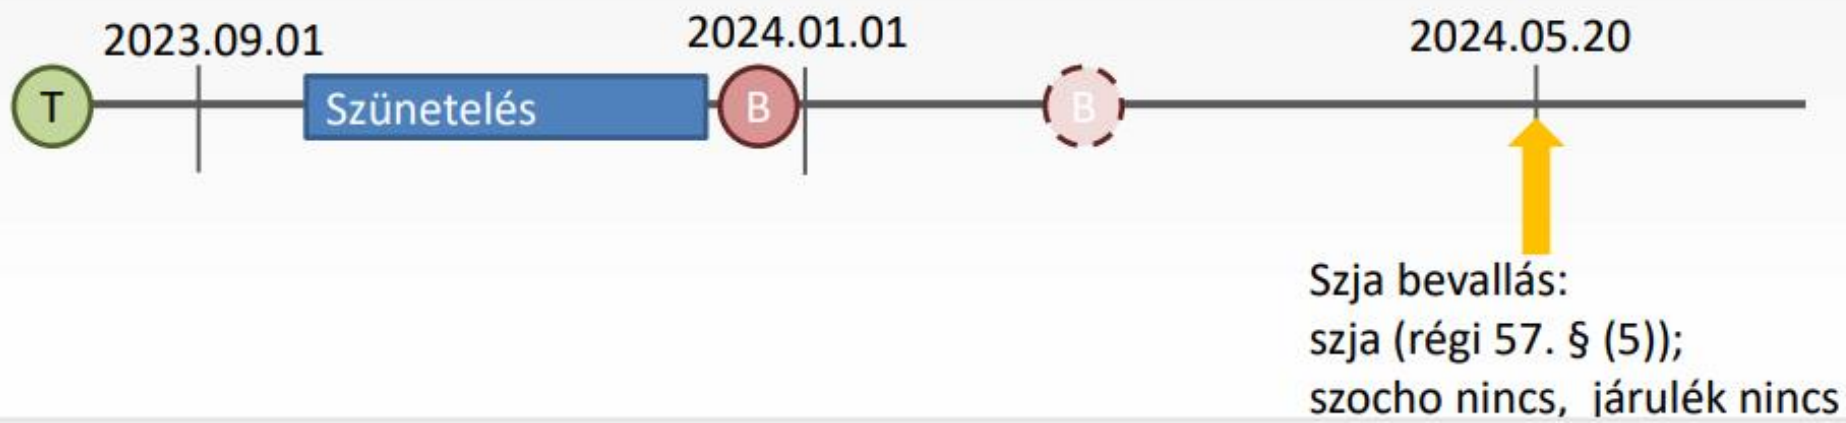 2023.09.01
2024.01.01
2024.05.20
T
Szünetelés
B
B
Szja bevallás:
szja (régi 57. § (5));
szocho nincs, járulék nincs